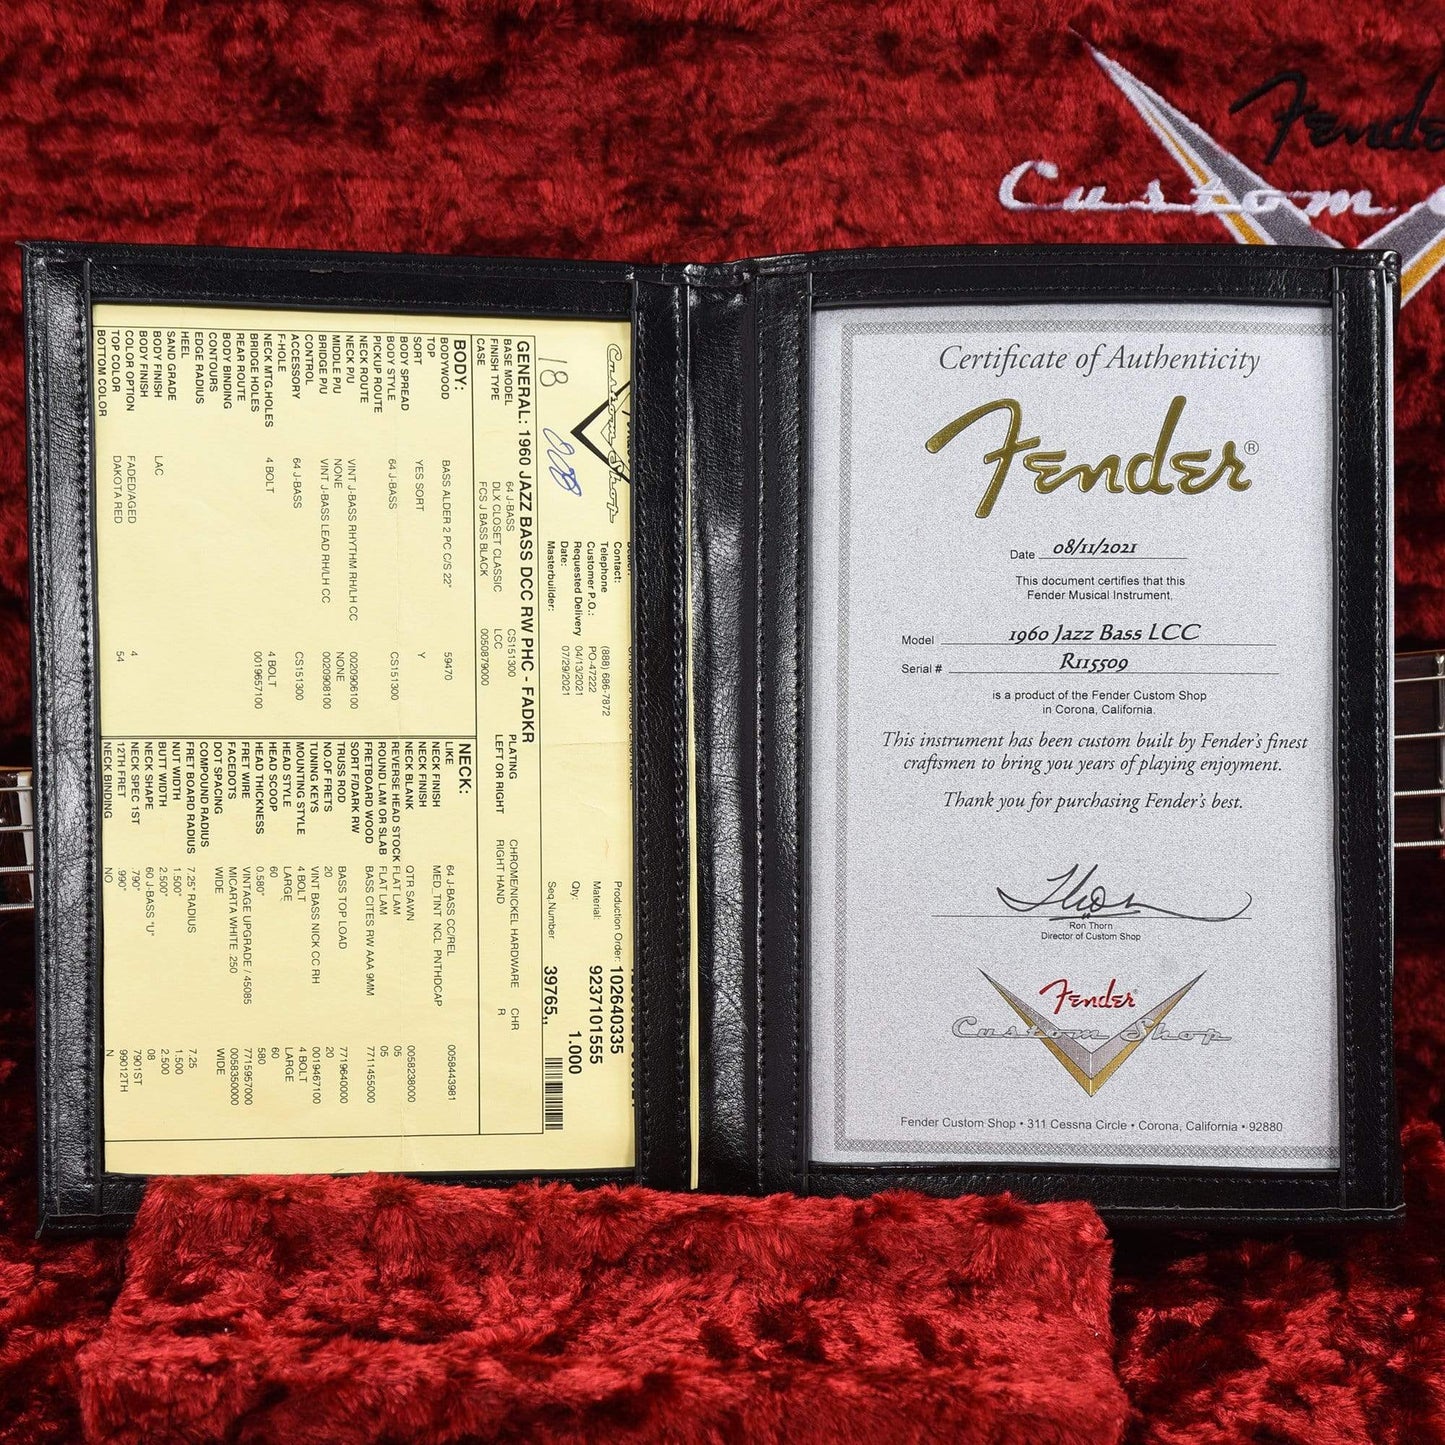 Fender
Custom
Custom Shop
18
Contact:
Telephone (888) 686-7872
Customer P.O.: PO-47222
Requested Delivery 04/13/2021
Date: 07/29/2021
Masterbuilder:
Production Order: 102640335
Material: 9237101555
Qty: 1.000
Seq.Number 39765,,
GENERAL: 1960 JAZZ BASS DCC RW PHC - FADKR
BASE MODEL 64 J-BASS CS151300 PLATING CHROME/NICKEL HARDWARE CHR
FINISH TYPE DLX CLOSET CLASSIC LCC LEFT OR RIGHT RIGHT HAND R
CASE FCS J BASS BLACK 0050879000
BODY:
BODYWOOD BASS ALDER 2 PC C/S 22" 59470
TOP
SORT YES SORT Y
BODY SPREAD
BODY STYLE 64 J-BASS CS151300
PICKUP ROUTE
NECK ROUTE
NECK P/U VINT J-BASS RHYTHM RH/LH CC 0020906100
MIDDLE P/U NONE NONE
BRIDGE P/U VINT J-BASS LEAD RH/LH CC 0020908100
CONTROL
ACCESSORY 64 J-BASS CS151300
F-HOLE
NECK MTG.HOLES 4 BOLT 4 BOLT
BRIDGE HOLES 0019657100
REAR ROUTE
BODY BINDING
CONTOURS
EDGE RADIUS
HEEL
SAND GRADE
BODY FINISH LAC
BODY FINISH
COLOR OPTION FADED/AGED 4
TOP COLOR DAKOTA RED 54
BOTTOM COLOR
NECK:
LIKE 64 J-BASS CC/REL 0058443981
NECK FINISH MED_TINT NCL PNTHDCAP
NECK FINISH
NECK BLANK QTR SAWN 0058238000
REVERSE HEAD STOCK FLAT LAM 05
ROUND LAM OR SLAB FLAT LAM 05
FRETBOARD WOOD BASS CITES RW AAA 9MM 7711455000
SORT F/DARK RW
TRUSS ROD BASS TOP LOAD 7719640000
NO.OF FRETS 20 20
TUNING KEYS VINT BASS NICK CC RH 0019467100
MOUNTING STYLE 4 BOLT 4 BOLT
HEAD STYLE LARGE LARGE
HEAD SCOOP 60 60
HEAD THICKNESS 0.580" 580
FRET WIRE VINTAGE UPGRADE / 45085 7715957000
FACEDOTS MICARTA WHITE .250 0058350000
DOT SPACING WIDE WIDE
COMPOUND RADIUS
FRET BOARD RADIUS 7.25" RADIUS 7.25
NUT WIDTH 1.500" 1.500
BUTT WIDTH 2.500" 2.500
NECK SHAPE 60 J-BASS "U" 08
NECK SPEC 1ST .790" 7901ST
12TH FRET .990" 99012TH
NECK BINDING NO N
Certificate of Authenticity
Fender®
Date 08/11/2021
This document certifies that this
Fender Musical Instrument,
Model 1960 Jazz Bass LCC
Serial # R115509
is a product of the Fender Custom Shop
in Corona, California.
This instrument has been custom built by Fender's finest
craftsmen to bring you years of playing enjoyment.
Thank you for purchasing Fender's best.
Ron Thorn
Director of Custom Shop
Fender
Custom Shop
Fender Custom Shop • 311 Cessna Circle • Corona, California • 92880